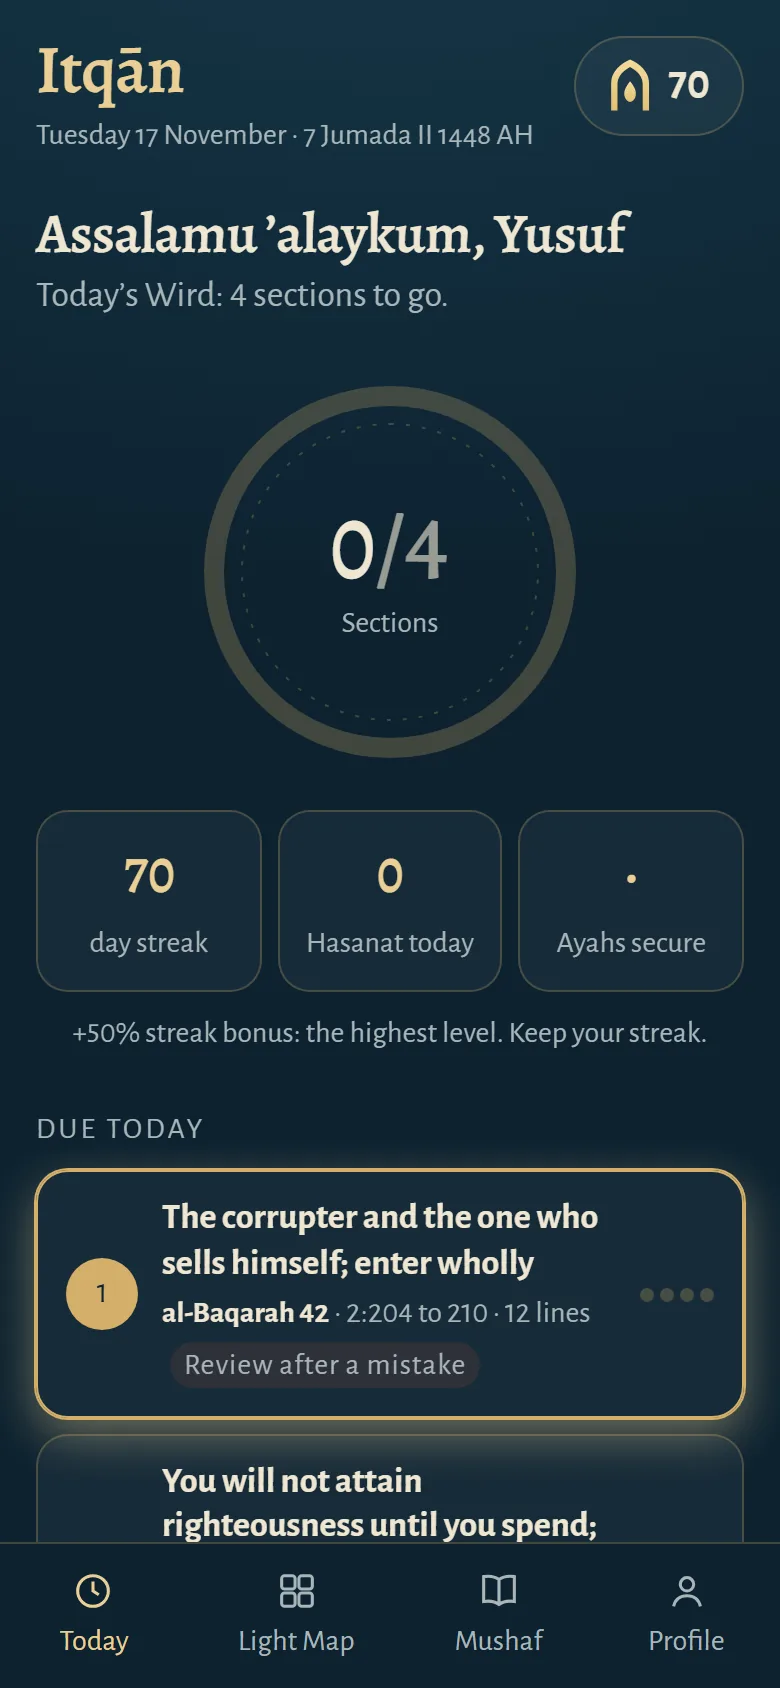 Itqān
70
Tuesday 17 November · 7 Jumada II 1448 AH
Assalamu ’alaykum, Yusuf
Today’s Wird: 4 sections to go.
0/4
Sections
70
day streak
0
Hasanat today
·
Ayahs secure
+50% streak bonus: the highest level. Keep your streak.
DUE TODAY
1
The corrupter and the one who
sells himself; enter wholly
al-Baqarah 42 · 2:204 to 210 · 12 lines
Review after a mistake
You will not attain
righteousness until you spend;
Today
Light Map
Mushaf
Profile